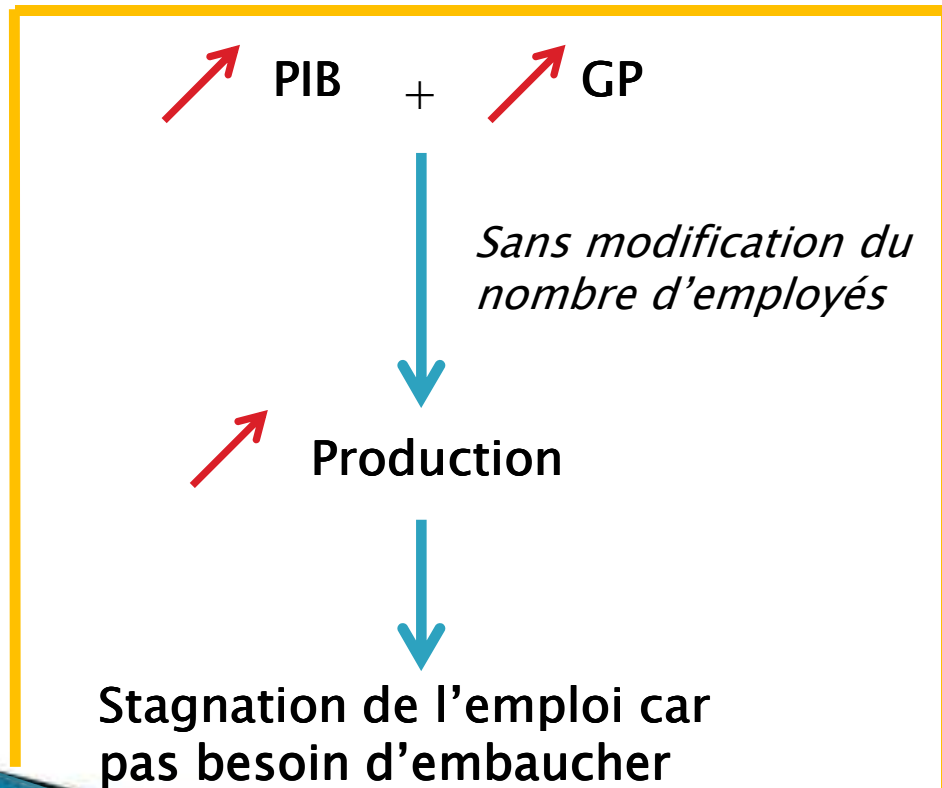 PIB + GP
Sans modification du
nombre d'employés
Production
Stagnation de l'emploi car
pas besoin d'embaucher